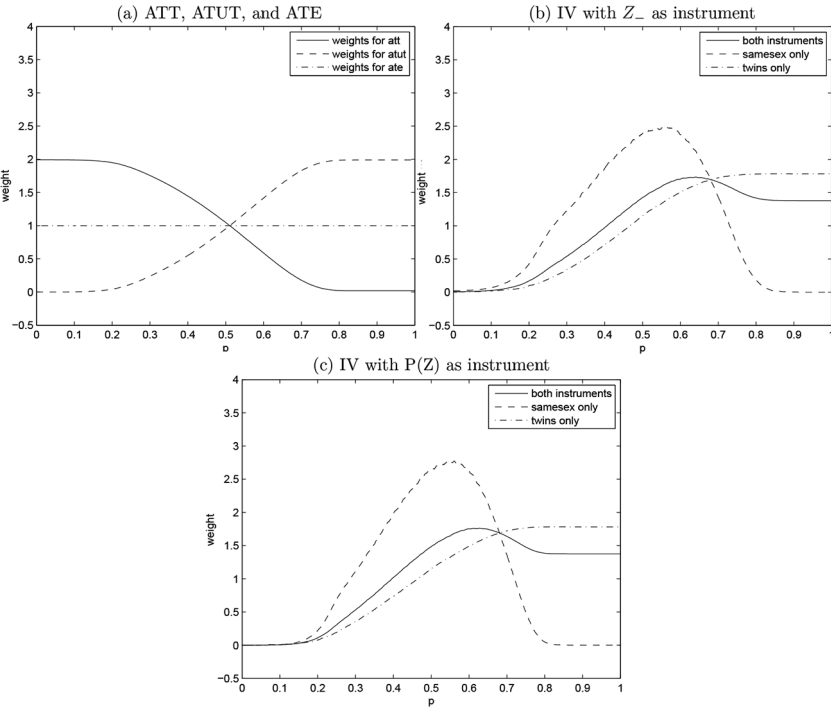 (a) ATT, ATUT, and ATE
weights for att
weights for atut
weights for ate
4
3.5
3
2.5
2
1.5
1
0.5
0
−0.5
weight
0 0.1 0.2 0.3 0.4 0.5 0.6 0.7 0.8 0.9 1
p
(b) IV with Z_ as instrument
both instruments
samesex only
twins only
4
3.5
3
2.5
2
1.5
1
0.5
0
−0.5
weight
0 0.1 0.2 0.3 0.4 0.5 0.6 0.7 0.8 0.9 1
p
(c) IV with P(Z) as instrument
both instruments
samesex only
twins only
4
3.5
3
2.5
2
1.5
1
0.5
0
−0.5
weight
0 0.1 0.2 0.3 0.4 0.5 0.6 0.7 0.8 0.9 1
p